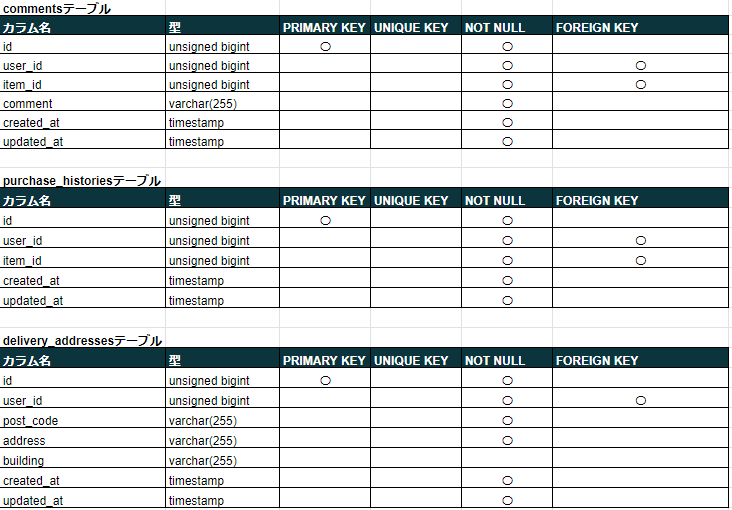 commentsテーブル
カラム名 型 PRIMARY KEY UNIQUE KEY NOT NULL FOREIGN KEY
id unsigned bigint ○ ○
user_id unsigned bigint ○ ○
item_id unsigned bigint ○ ○
comment varchar(255) ○
created_at timestamp ○
updated_at timestamp ○
purchase_historiesテーブル
カラム名 型 PRIMARY KEY UNIQUE KEY NOT NULL FOREIGN KEY
id unsigned bigint ○ ○
user_id unsigned bigint ○ ○
item_id unsigned bigint ○ ○
created_at timestamp ○
updated_at timestamp ○
delivery_addressesテーブル
カラム名 型 PRIMARY KEY UNIQUE KEY NOT NULL FOREIGN KEY
id unsigned bigint ○ ○
user_id unsigned bigint ○ ○
post_code varchar(255) ○
address varchar(255) ○
building varchar(255)
created_at timestamp ○
updated_at timestamp ○